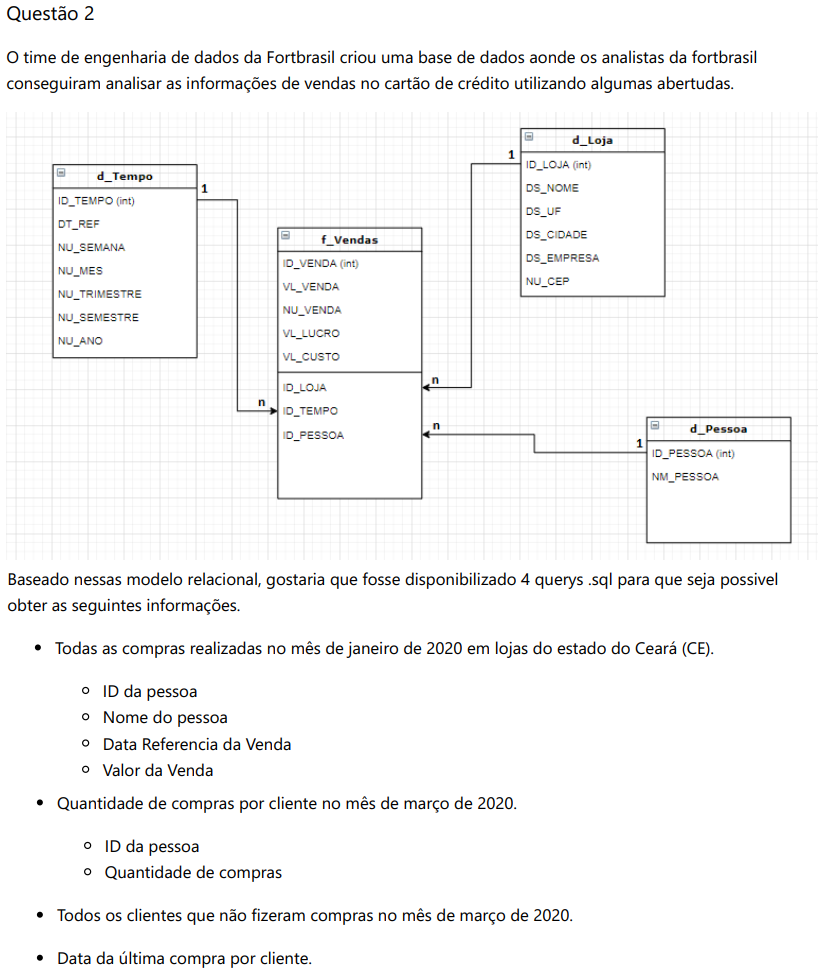 Questão 2
O time de engenharia de dados da Fortbrasil criou uma base de dados aonde os analistas da fortbrasil
conseguiram analisar as informações de vendas no cartão de crédito utilizando algumas abertudas.
d_Tempo
ID_TEMPO (int)
DT_REF
NU_SEMANA
NU_MES
NU_TRIMESTRE
NU_SEMESTRE
NU_ANO
1
n
f_Vendas
ID_VENDA (int)
VL_VENDA
NU_VENDA
VL_LUCRO
VL_CUSTO
ID_LOJA
ID_TEMPO
ID_PESSOA
1
n
d_Loja
ID_LOJA (int)
DS_NOME
DS_UF
DS_CIDADE
DS_EMPRESA
NU_CEP
n
1
d_Pessoa
ID_PESSOA (int)
NM_PESSOA
Baseado nessas modelo relacional, gostaria que fosse disponibilizado 4 querys .sql para que seja possivel
obter as seguintes informações.
• Todas as compras realizadas no mês de janeiro de 2020 em lojas do estado do Ceará (CE).
◦ ID da pessoa
◦ Nome do pessoa
◦ Data Referencia da Venda
◦ Valor da Venda
• Quantidade de compras por cliente no mês de março de 2020.
◦ ID da pessoa
◦ Quantidade de compras
• Todos os clientes que não fizeram compras no mês de março de 2020.
• Data da última compra por cliente.